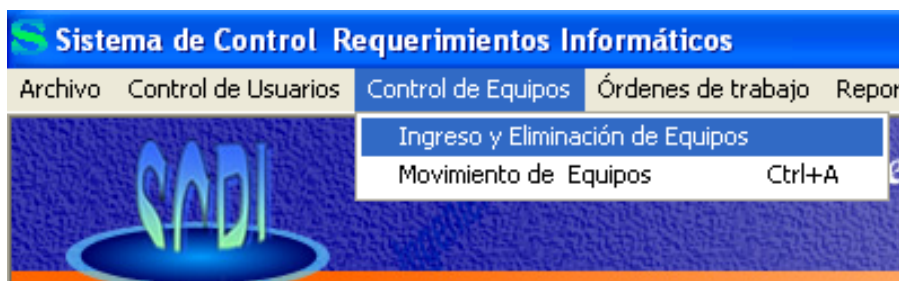 Sistema de Control Requerimientos Informáticos
Archivo Control de Usuarios Control de Equipos Órdenes de trabajo Repor
Ingreso y Eliminación de Equipos
Movimiento de Equipos Ctrl+A
SADI